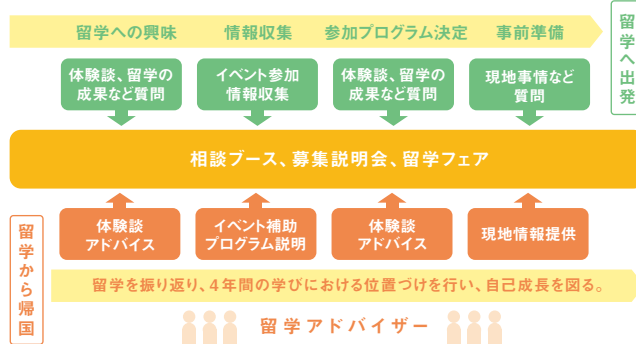 留学への興味
情報収集
参加プログラム決定
事前準備
留学へ出発
体験談、留学の
成果など質問
イベント参加
情報収集
体験談、留学の
成果など質問
現地事情など
質問
相談ブース、募集説明会、留学フェア
留学から帰国
体験談
アドバイス
イベント補助
プログラム説明
体験談
アドバイス
現地情報提供
留学を振り返り、4年間の学びにおける位置づけを行い、自己成長を図る。
留学アドバイザー